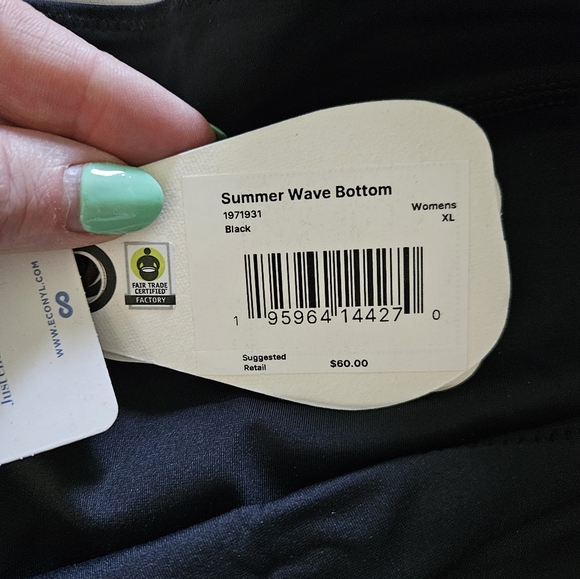 Summer Wave Bottom
1971931
Black
Womens
XL
1 95964 14427 0
Suggested
Retail
$60.00
FAIR TRADE
CERTIFIED
FACTORY
WWW.ECONYL.COM
Just